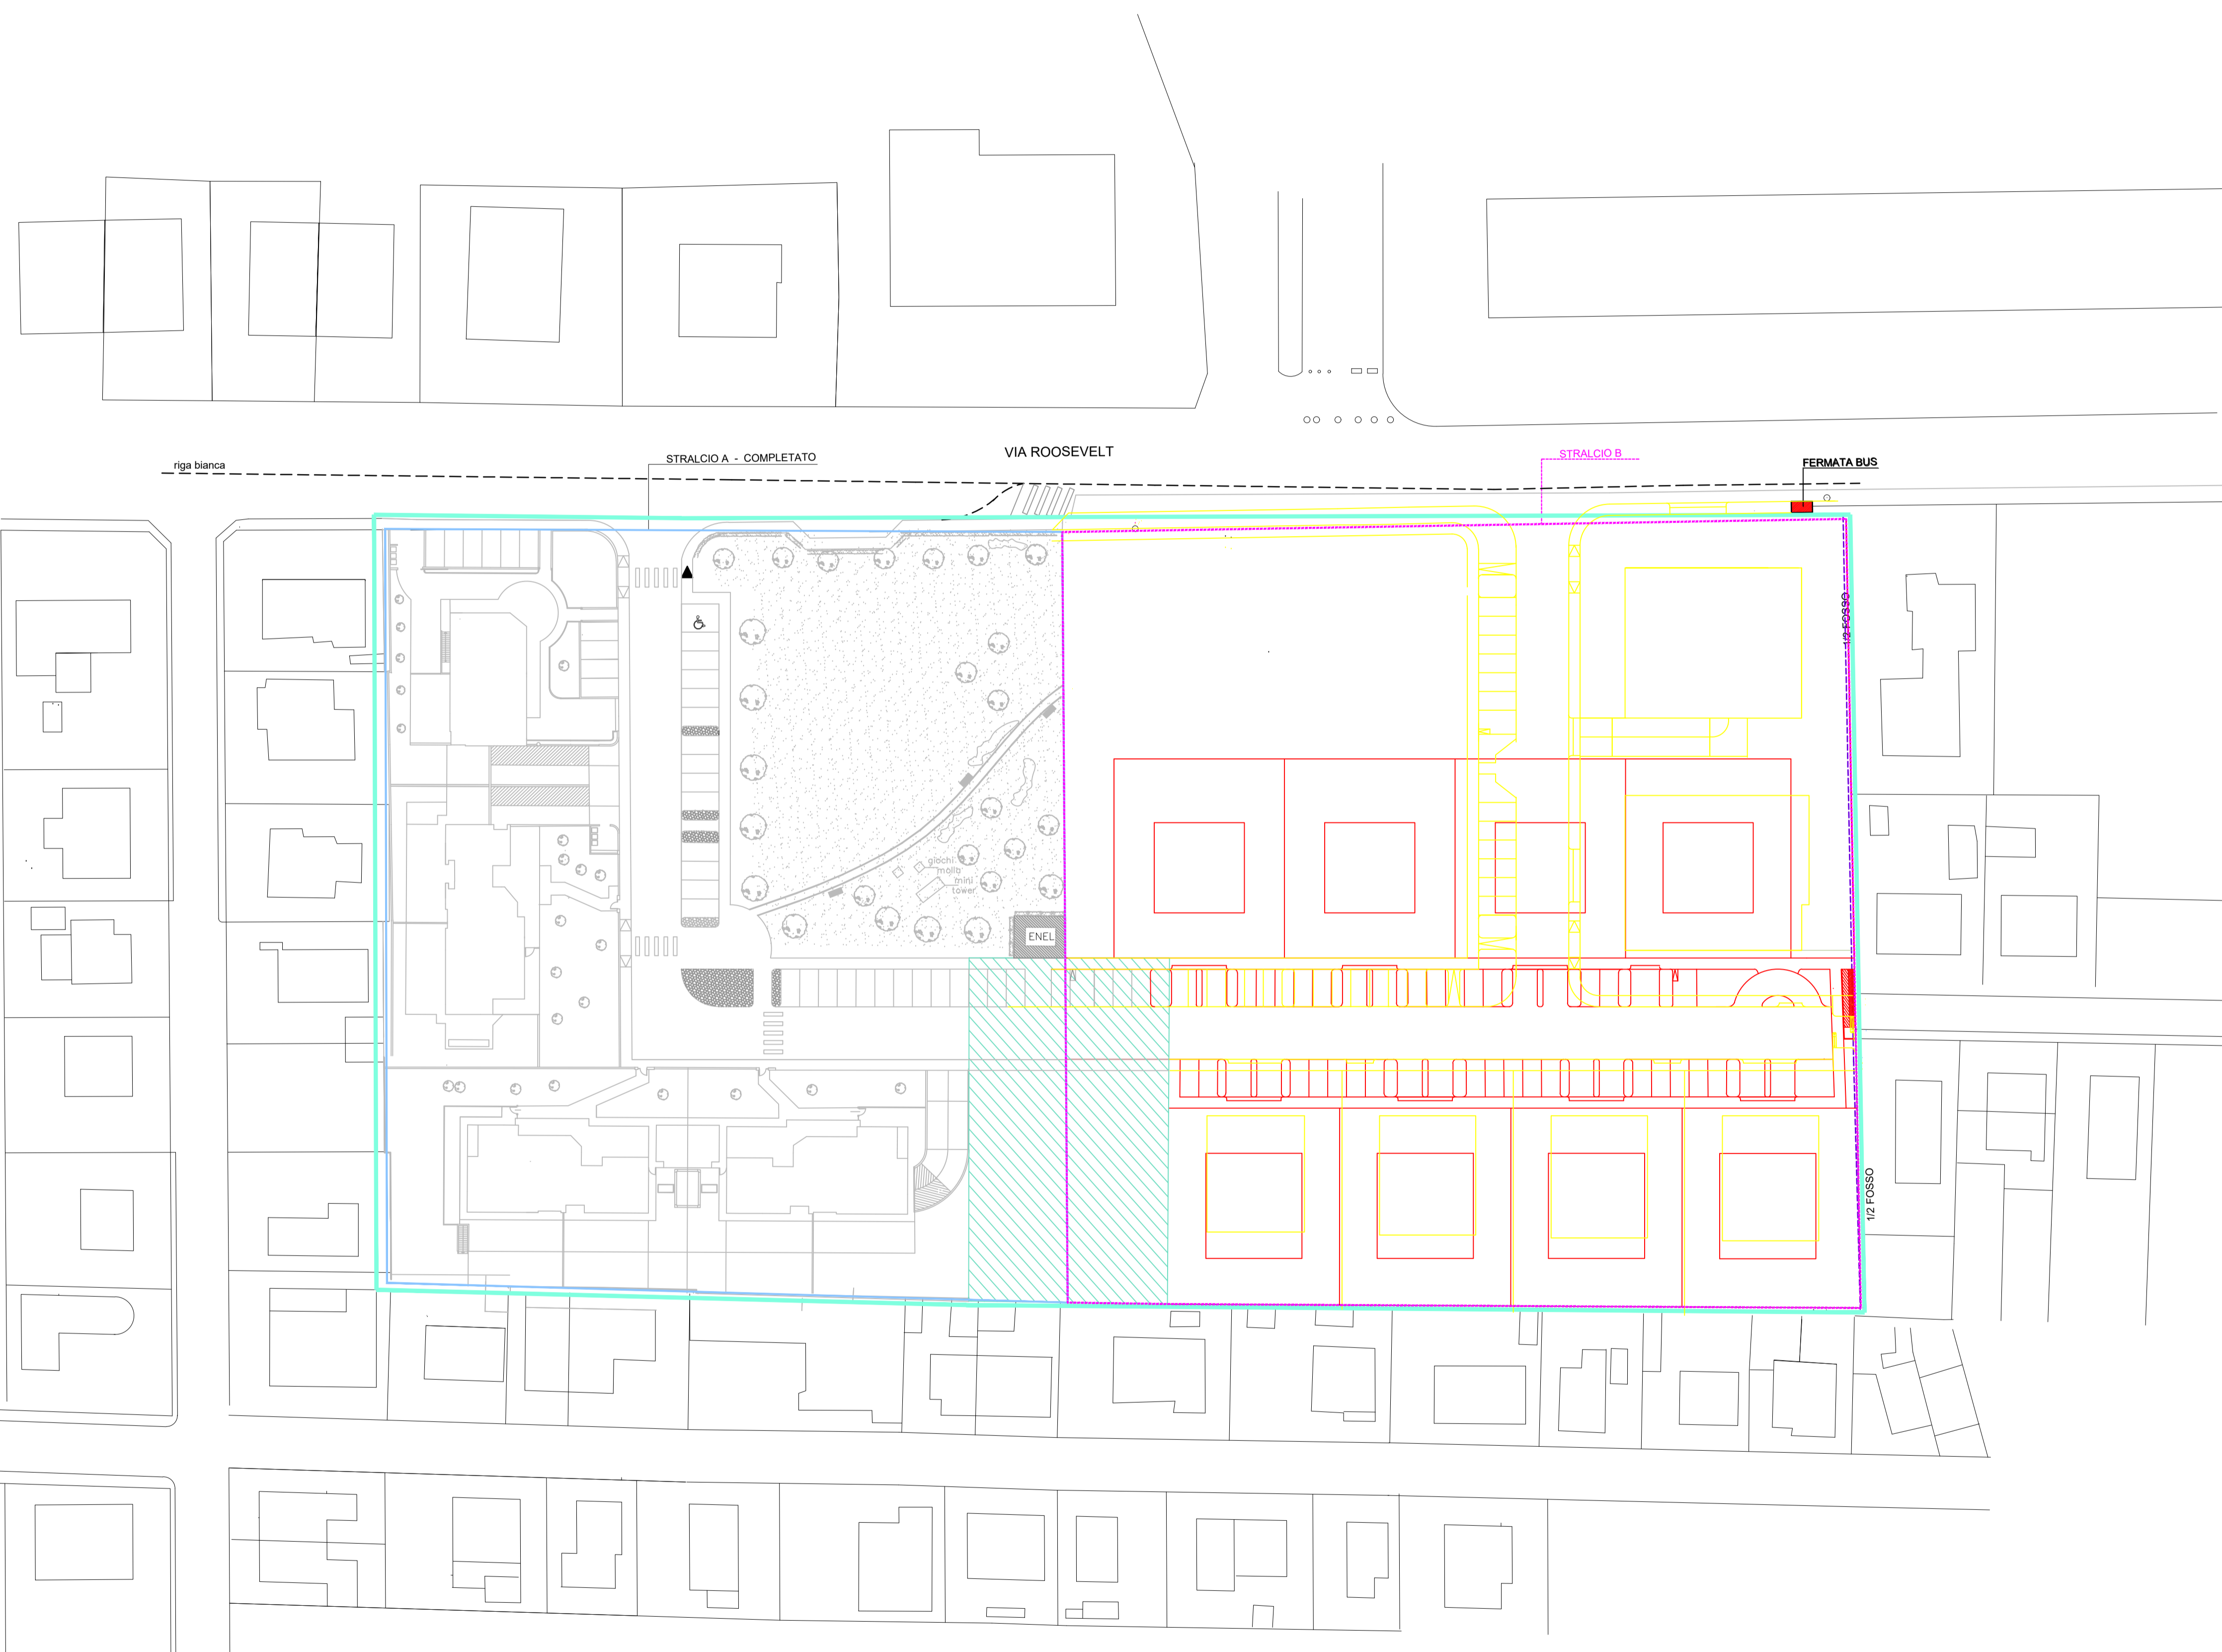 VIA ROOSEVELT
STRALCIO A - COMPLETATO
STRALCIO B
riga bianca
FERMATA BUS
1/2 FOSSO
giochi
molla
mini
tower
ENEL
1/2 FOSSO